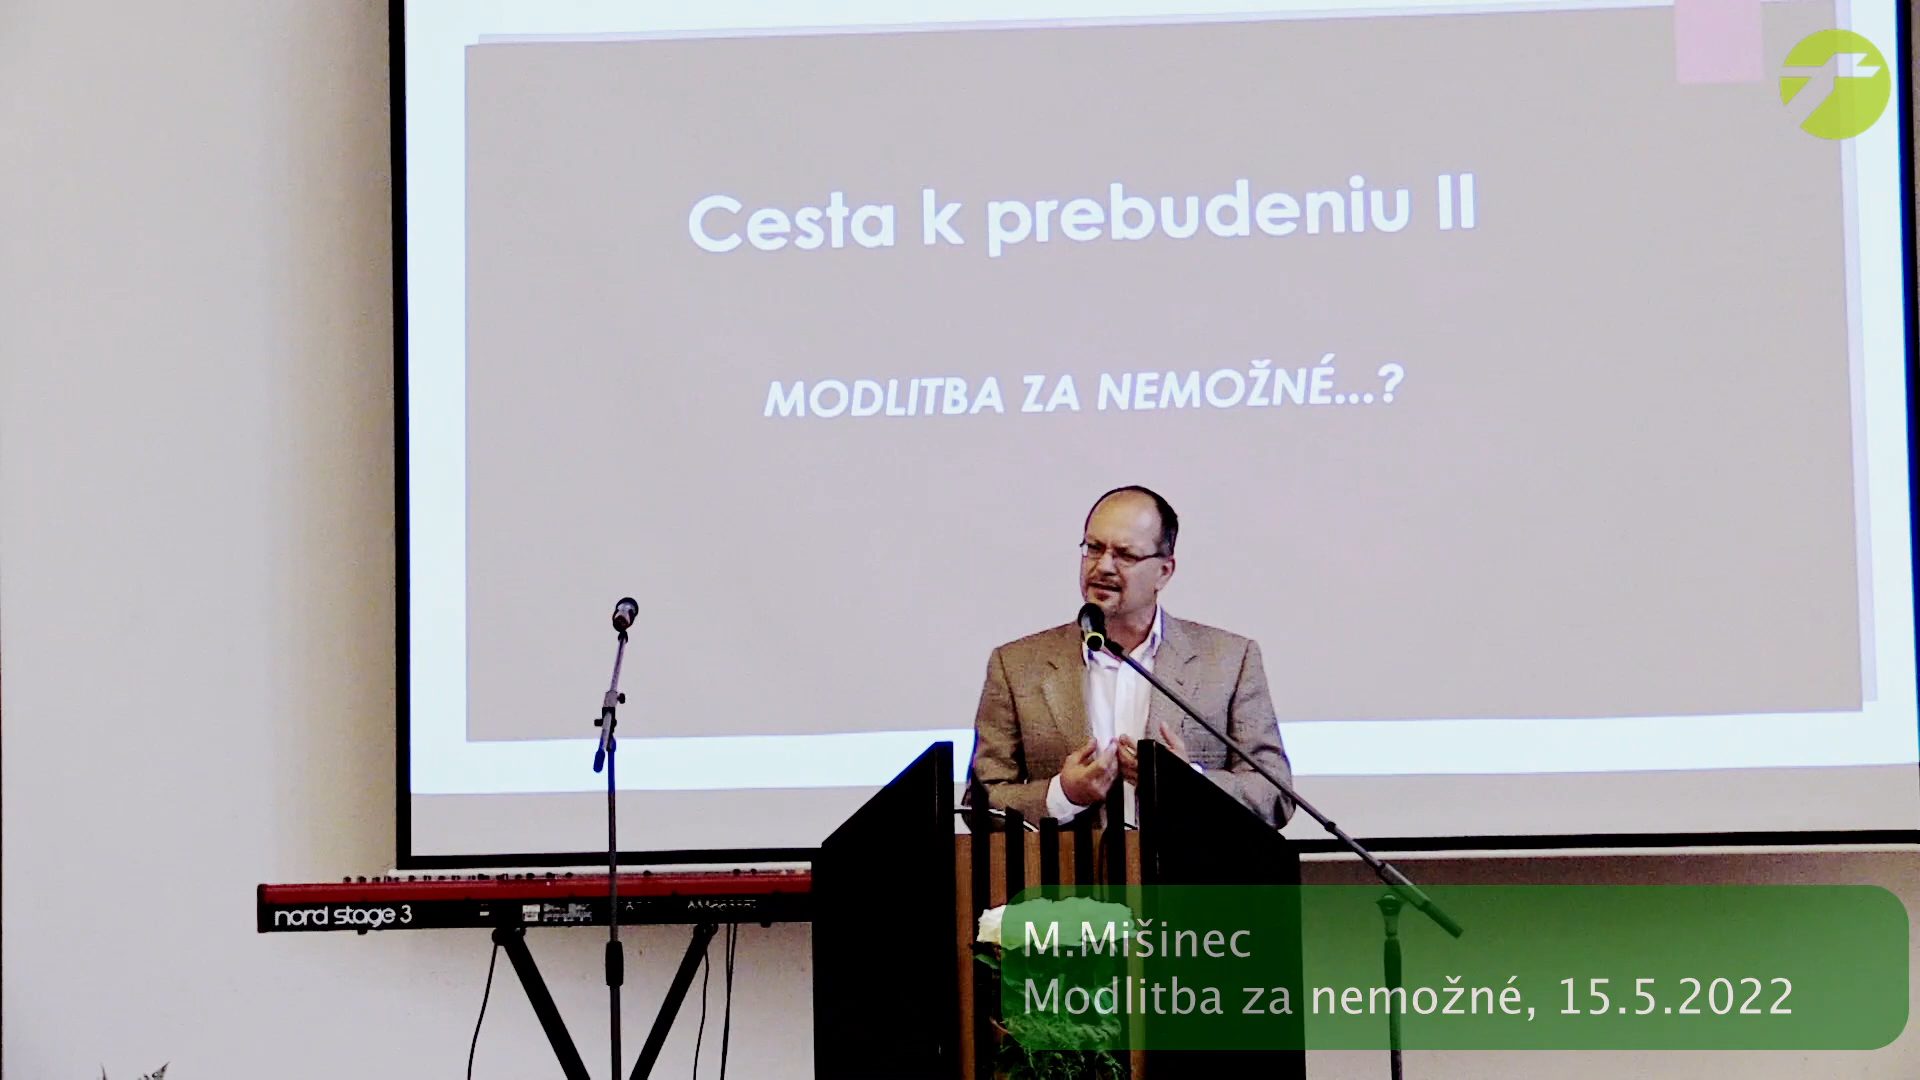 Cesta k prebudeniu II
MODLITBA ZA NEMOŽNÉ...?
nord stage 3
M.Mišinec
Modlitba za nemožné, 15.5.2022